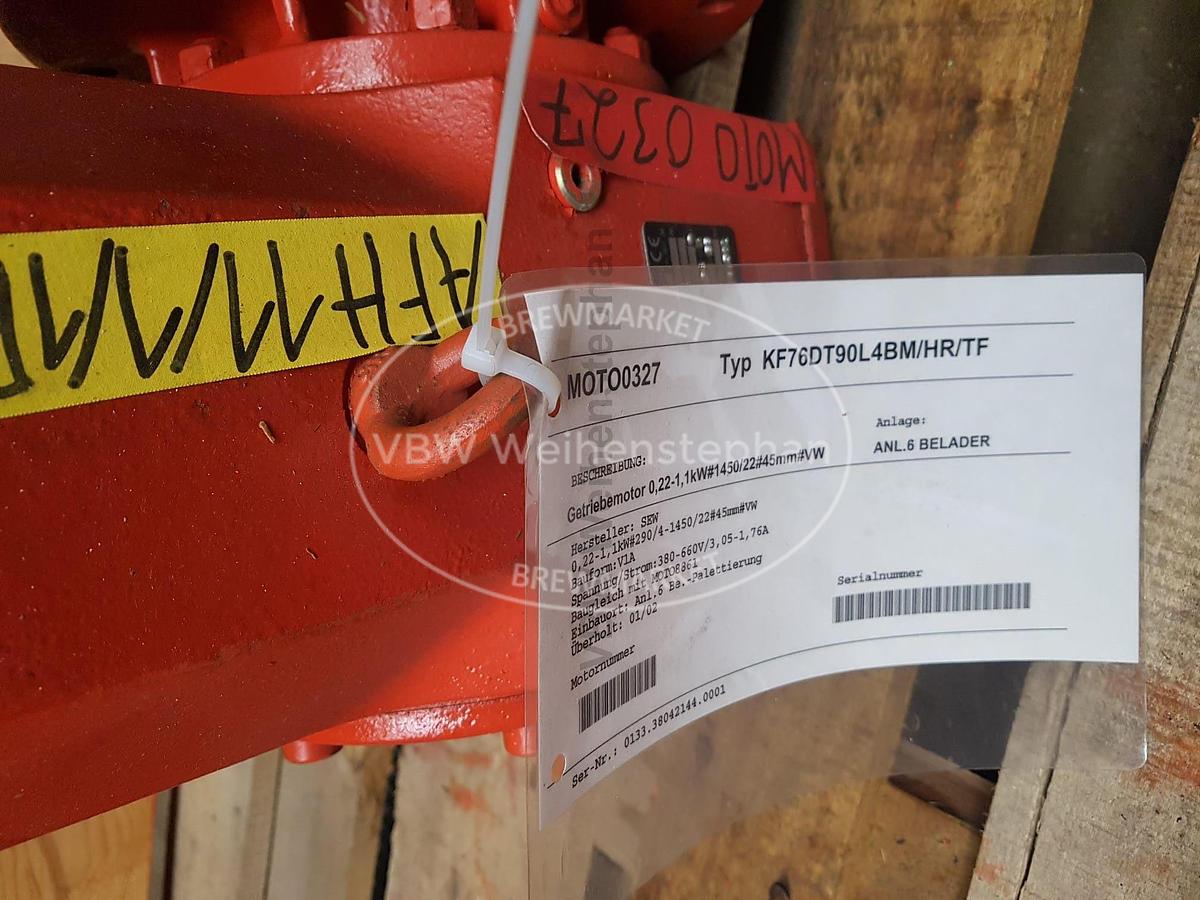 MOTO 0327
CE
BREWMARKET
MOTO0327 Typ KF76DT90L4BM/HR/TF
VBW Weihenstephan
VBW Weihenstephan
BESCHREIBUNG:
Anlage:
Getriebemotor 0,22-1,1kW#1450/22#45mm#VW
ANL.6 BELADER
Hersteller: SEW
0,22-1,1kW#290/4-1450/22#45mm#VW
Bauform:V1A
Spannung/Strom:380-660V/3,05-1,76A
Baugleich mit MOTO8861
Einbauort: Anl.6 Be.-Palettierung
Überholt: 01/02
BREWMARKET
Serialnummer
Motornummer
Ser-Nr.: 0133.38042144.0001